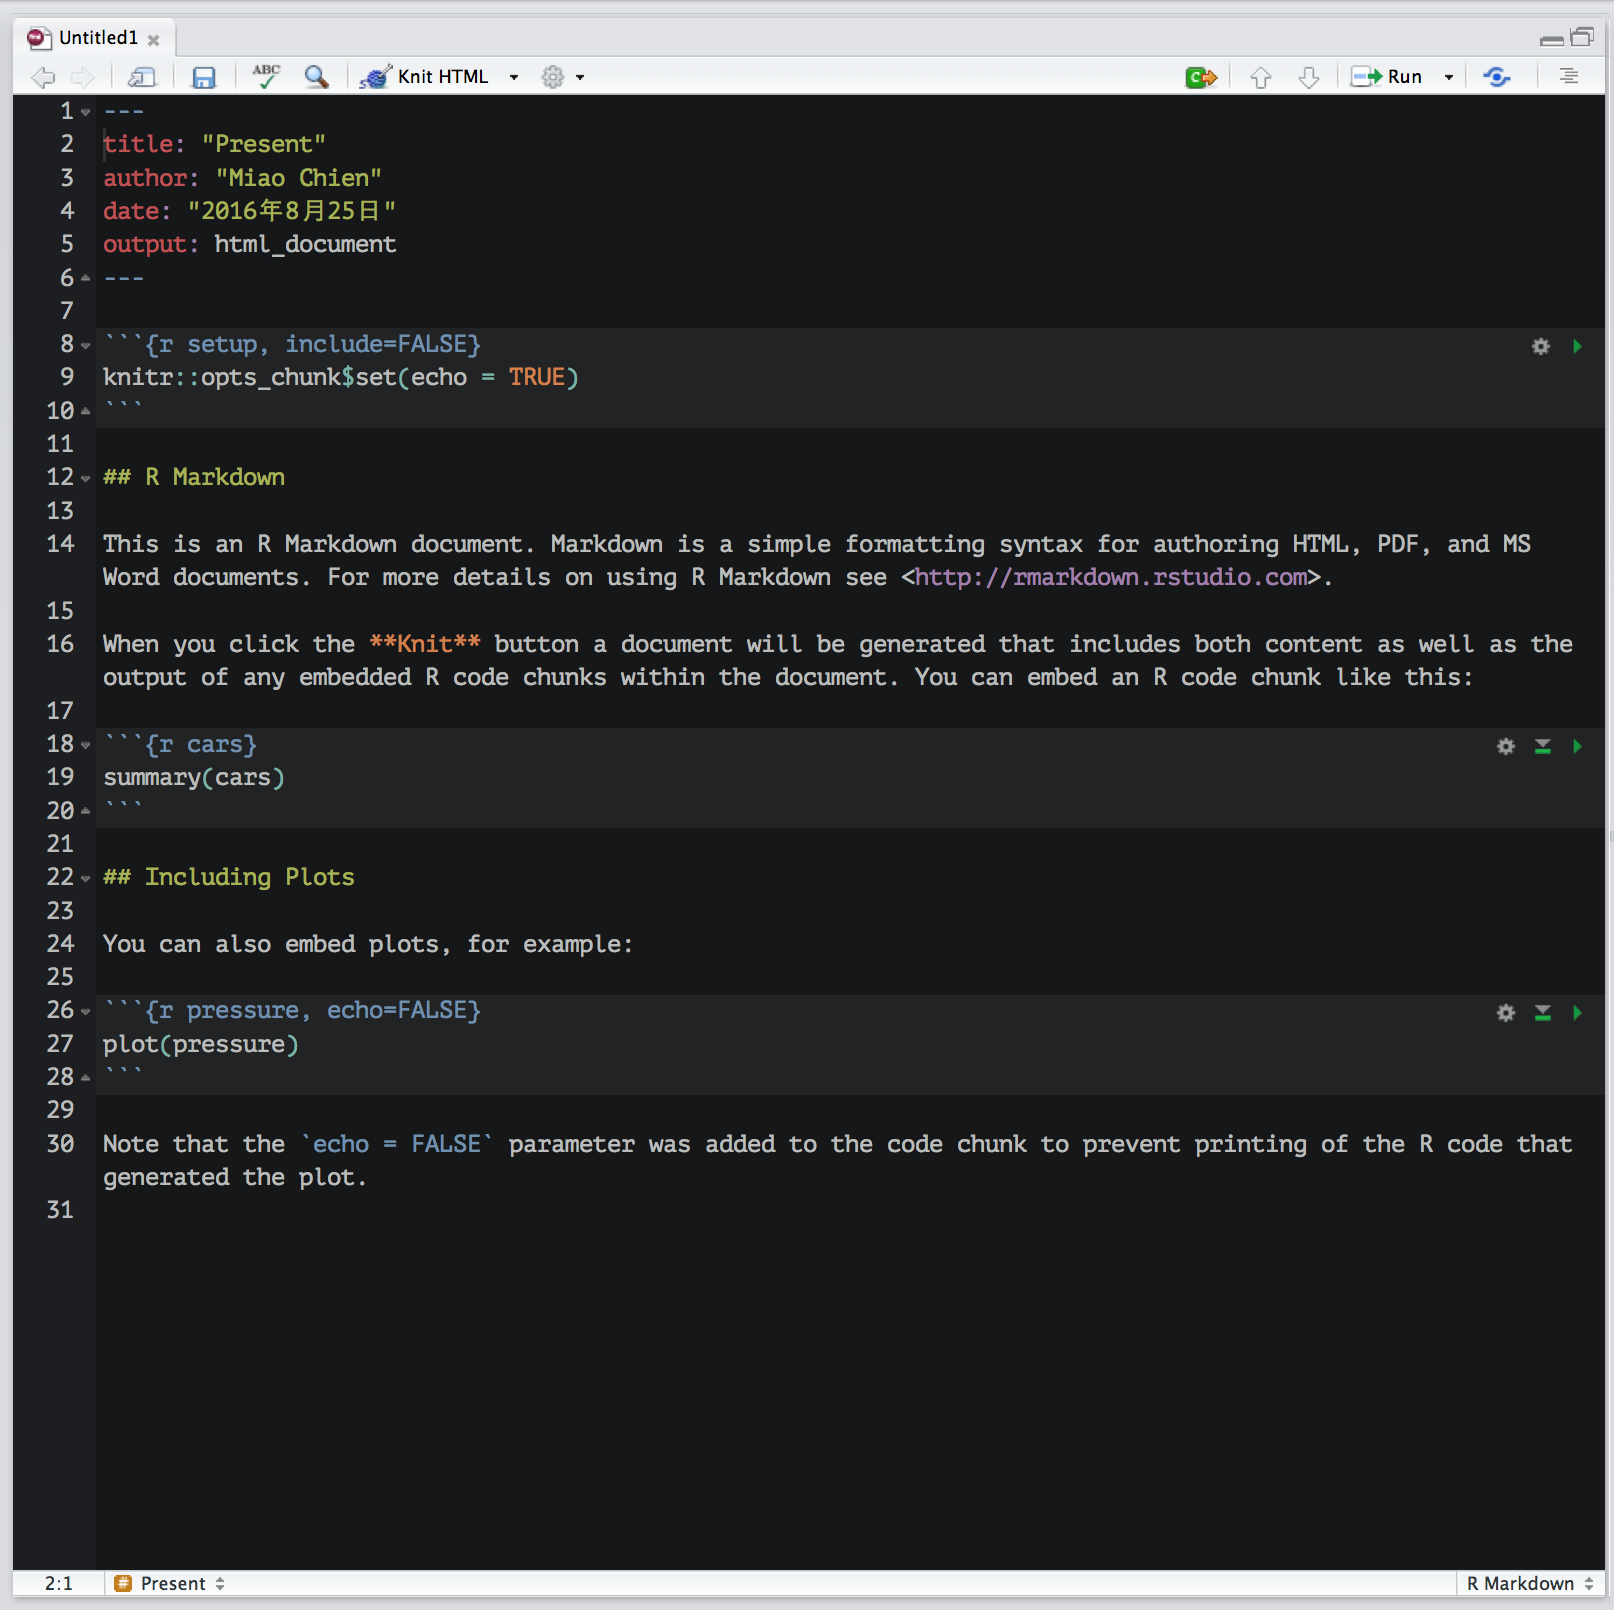 Untitled1
ABC Knit HTML Run
1 ---
2 title: "Present"
3 author: "Miao Chien"
4 date: "2016年8月25日"
5 output: html_document
6 ---
7
8 ```{r setup, include=FALSE}
9 knitr::opts_chunk$set(echo = TRUE)
10 ```
11
12 ## R Markdown
13
14 This is an R Markdown document. Markdown is a simple formatting syntax for authoring HTML, PDF, and MS
Word documents. For more details on using R Markdown see <http://rmarkdown.rstudio.com>.
15
16 When you click the **Knit** button a document will be generated that includes both content as well as the
output of any embedded R code chunks within the document. You can embed an R code chunk like this:
17
18 ```{r cars}
19 summary(cars)
20 ```
21
22 ## Including Plots
23
24 You can also embed plots, for example:
25
26 ```{r pressure, echo=FALSE}
27 plot(pressure)
28 ```
29
30 Note that the `echo = FALSE` parameter was added to the code chunk to prevent printing of the R code that
generated the plot.
31
2:1 # Present R Markdown